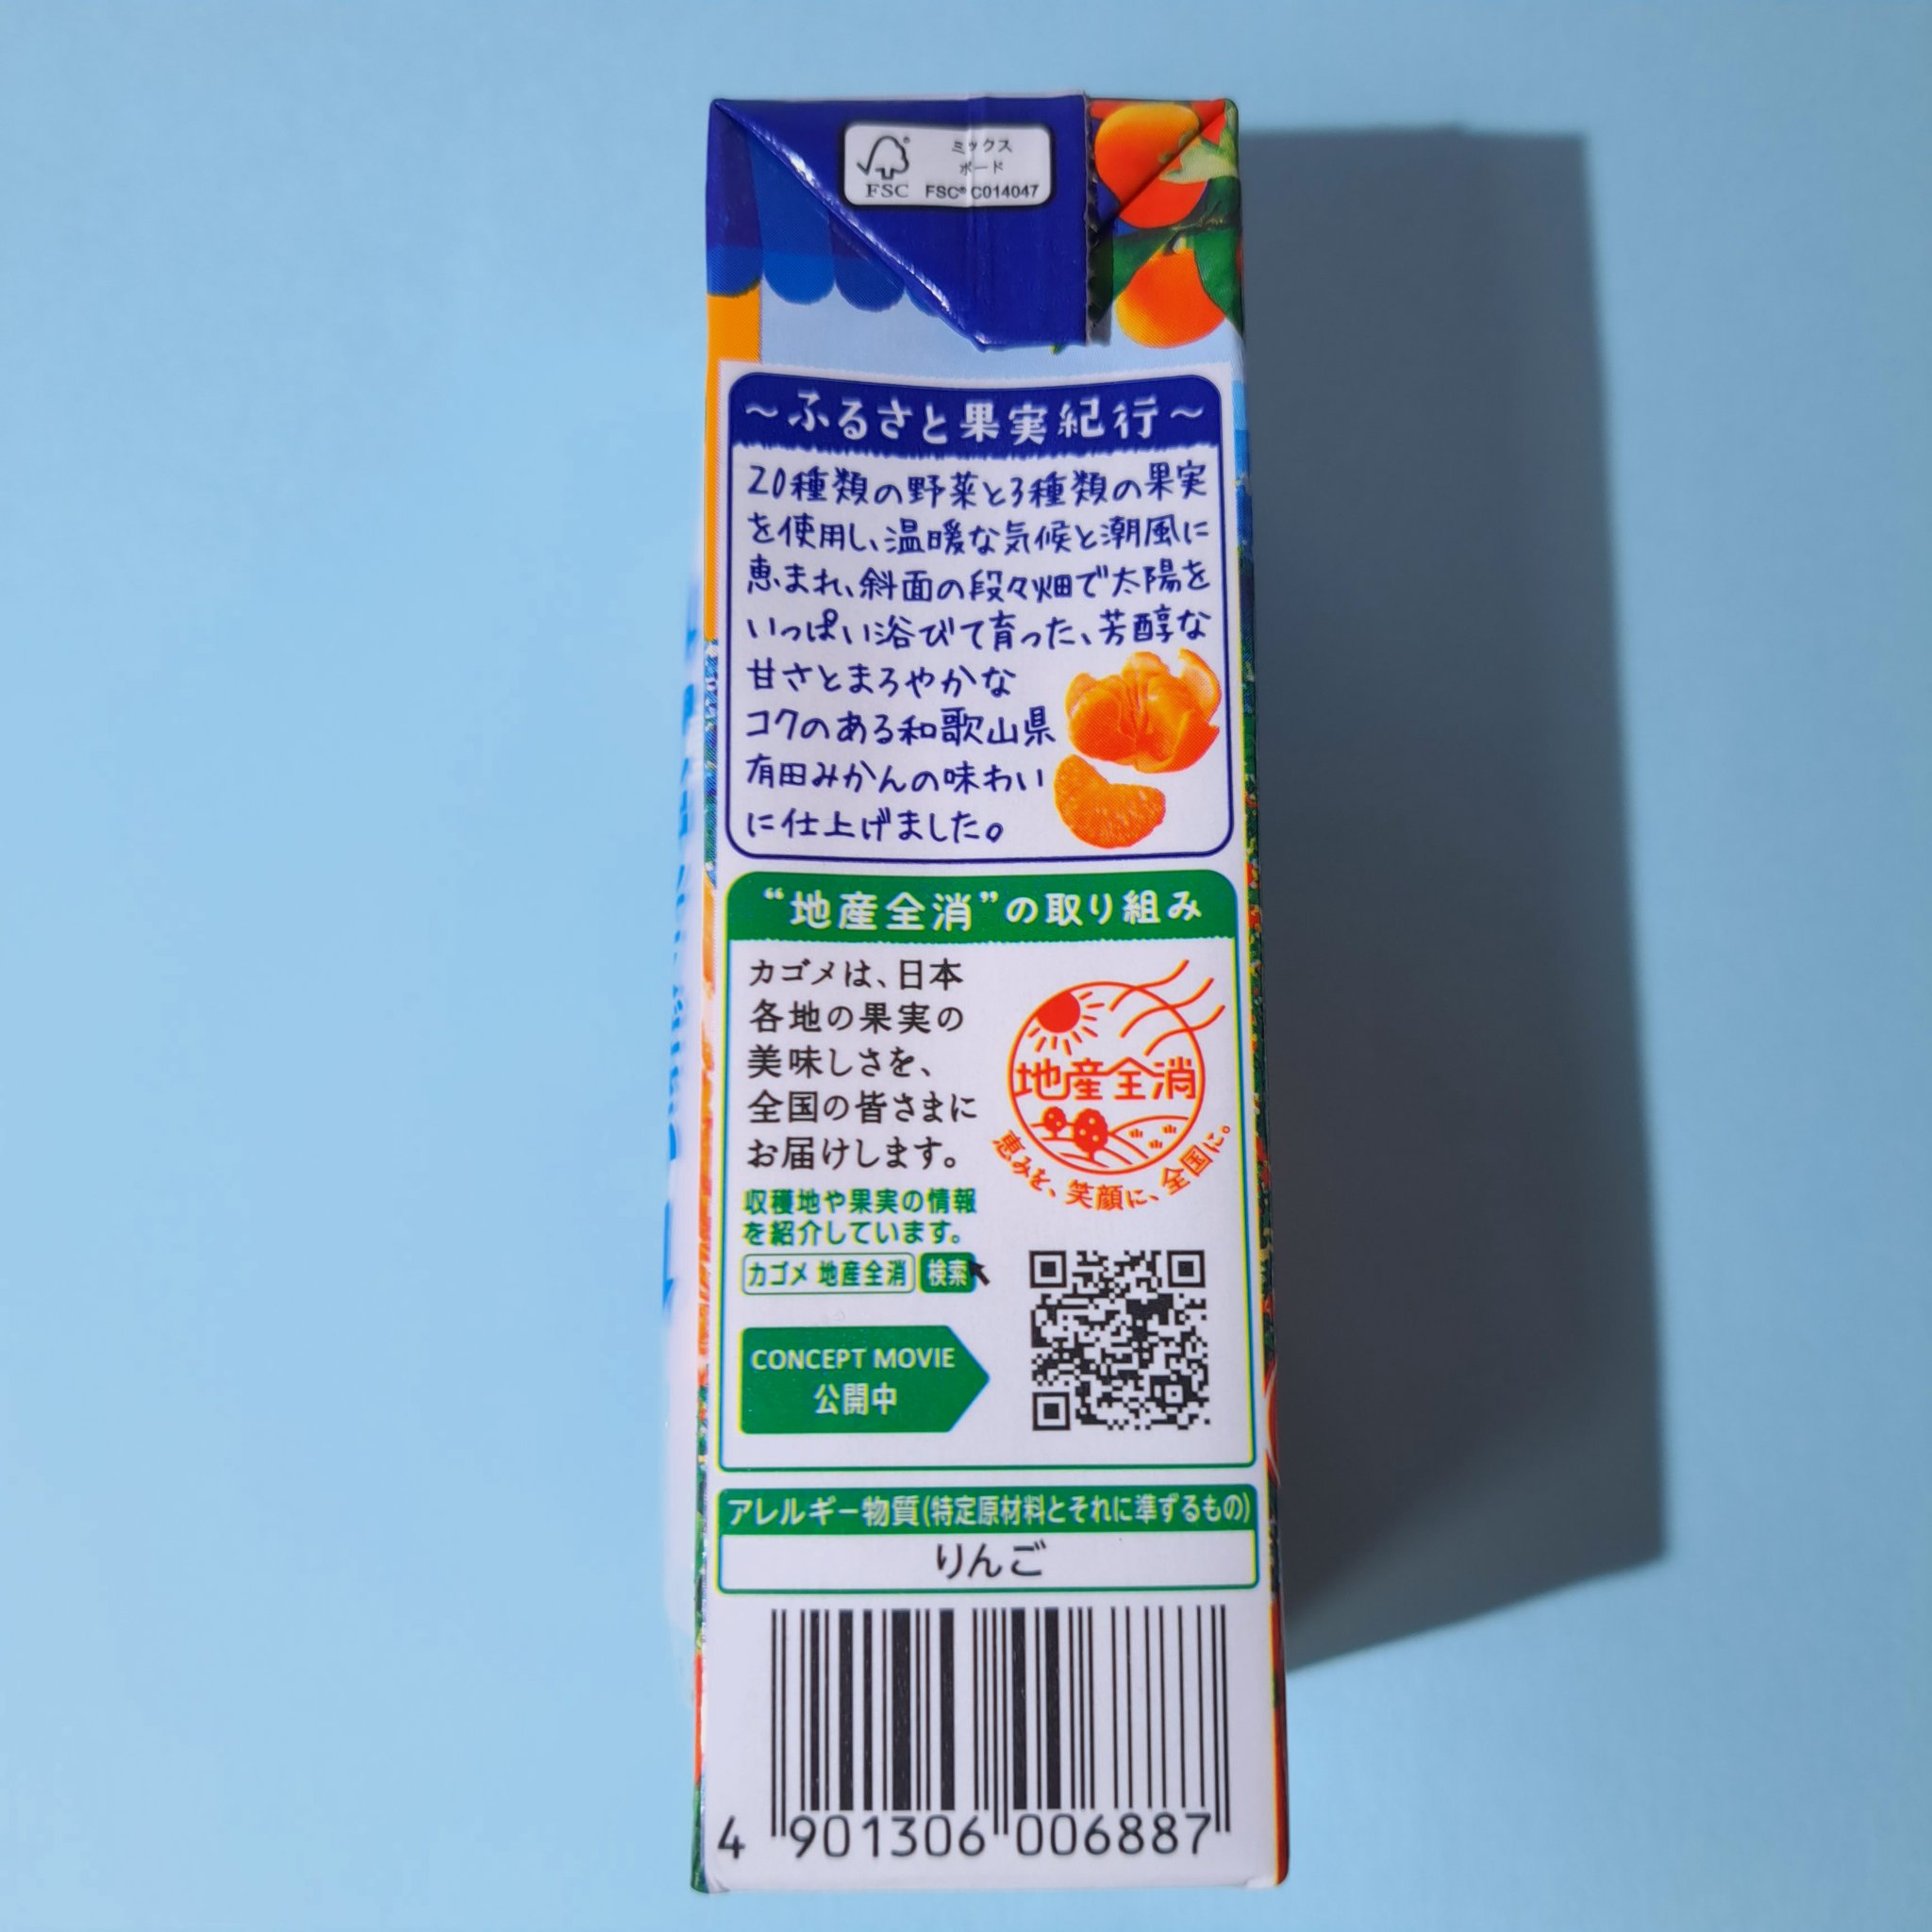 FSC
ミックス
ボード
FSC® C014047
～ふるさと果実紀行～
20種類の野菜と3種類の果実
を使用し、温暖な気候と潮風に
恵まれ、斜面の段々畑で太陽を
いっぱい浴びて育った、芳醇な
甘さとまろやかな
コクのある和歌山県
有田みかんの味わい
に仕上げました。
“地産全消”の取り組み
カゴメは、日本
各地の果実の
美味しさを、
全国の皆さまに
お届けします。
地産全消
恵みを、笑顔に、全国に。
収穫地や果実の情報
を紹介しています。
カゴメ 地産全消 検索
CONCEPT MOVIE
公開中
アレルギー物質(特定原材料とそれに準ずるもの)
りんご
4 901306 006887